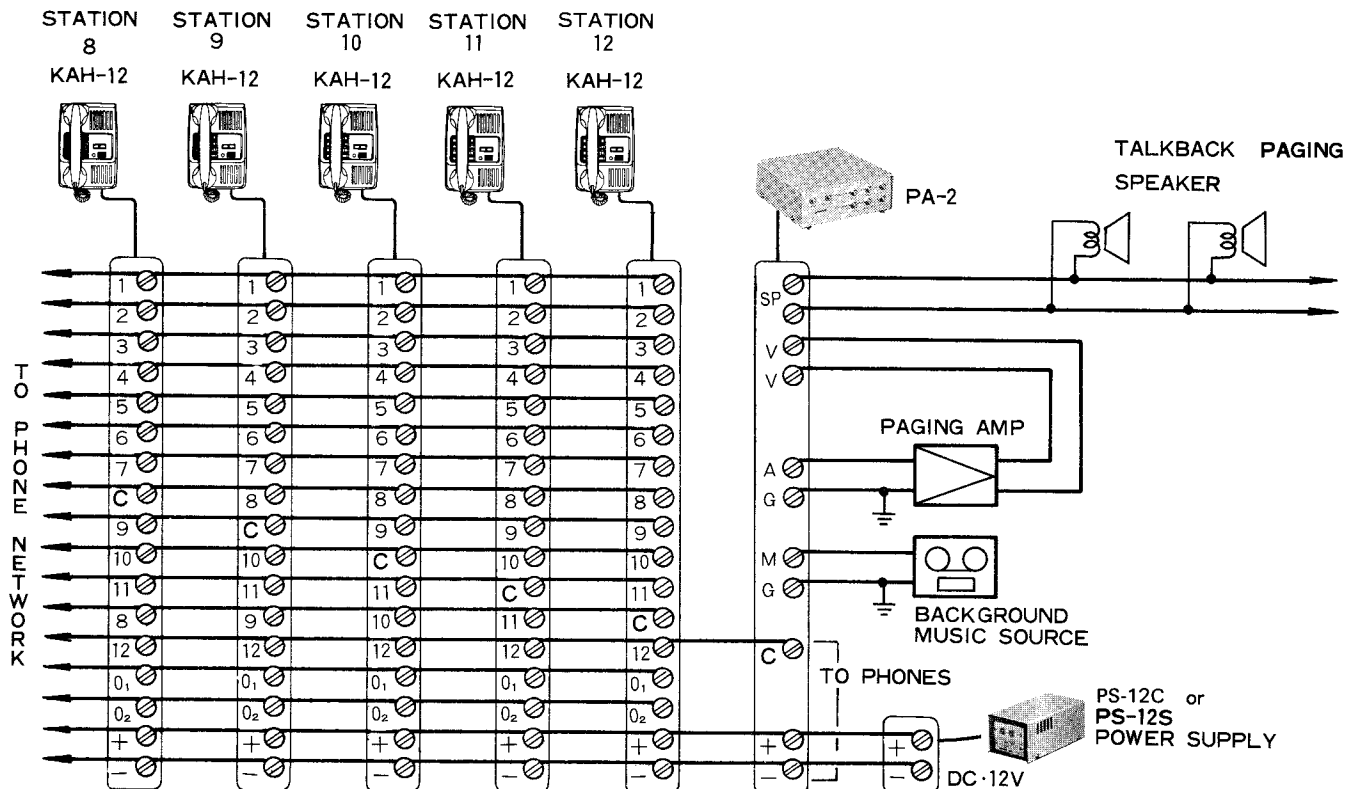 STATION 8
KAH-12
STATION 9
KAH-12
STATION 10
KAH-12
STATION 11
KAH-12
STATION 12
KAH-12
TO PHONE NETWORK
1
2
3
4
5
6
7
C
9
10
11
8
12
0₁
0₂
+
−
1
2
3
4
5
6
7
8
C
10
11
9
12
0₁
0₂
+
−
1
2
3
4
5
6
7
8
9
C
11
10
12
0₁
0₂
+
−
1
2
3
4
5
6
7
8
9
10
C
11
12
0₁
0₂
+
−
1
2
3
4
5
6
7
8
9
10
11
C
12
0₁
0₂
+
−
PA-2
SP
V
V
A
G
M
G
C
+
−
TALKBACK PAGING
SPEAKER
PAGING AMP
BACKGROUND
MUSIC SOURCE
TO PHONES
+
−
DC·12V
PS-12C or
PS-12S
POWER SUPPLY